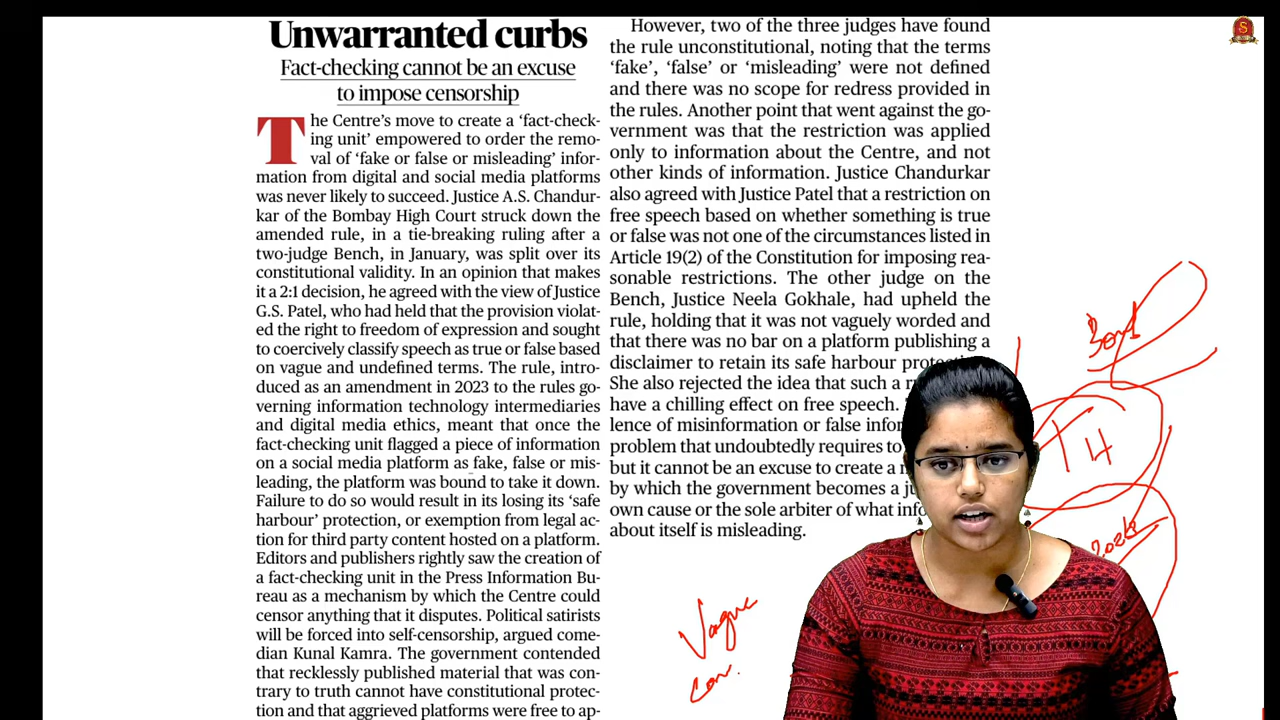 Unwarranted curbs
Fact-checking cannot be an excuse
to impose censorship
The Centre's move to create a 'fact-check-
ing unit' empowered to order the remo-
val of 'fake or false or misleading' infor-
mation from digital and social media platforms
was never likely to succeed. Justice A.S. Chandur-
kar of the Bombay High Court struck down the
amended rule, in a tie-breaking ruling after a
two-judge Bench, in January, was split over its
constitutional validity. In an opinion that makes
it a 2:1 decision, he agreed with the view of Justice
G.S. Patel, who had held that the provision violat-
ed the right to freedom of expression and sought
to coercively classify speech as true or false based
on vague and undefined terms. The rule, intro-
duced as an amendment in 2023 to the rules go-
verning information technology intermediaries
and digital media ethics, meant that once the
fact-checking unit flagged a piece of information
on a social media platform as fake, false or mis-
leading, the platform was bound to take it down.
Failure to do so would result in its losing its 'safe
harbour' protection, or exemption from legal ac-
tion for third party content hosted on a platform.
Editors and publishers rightly saw the creation of
a fact-checking unit in the Press Information Bu-
reau as a mechanism by which the Centre could
censor anything that it disputes. Political satirists
will be forced into self-censorship, argued come-
dian Kunal Kamra. The government contended
that recklessly published material that was con-
trary to truth cannot have constitutional protec-
tion and that aggrieved platforms were free to ap-
However, two of the three judges have found
the rule unconstitutional, noting that the terms
'fake', 'false' or 'misleading' were not defined
and there was no scope for redress provided in
the rules. Another point that went against the go-
vernment was that the restriction was applied
only to information about the Centre, and not
other kinds of information. Justice Chandurkar
also agreed with Justice Patel that a restriction on
free speech based on whether something is true
or false was not one of the circumstances listed in
Article 19(2) of the Constitution for imposing rea-
sonable restrictions. The other judge on the
Bench, Justice Neela Gokhale, had upheld the
rule, holding that it was not vaguely worded and
that there was no bar on a platform publishing a
disclaimer to retain its safe harbour
She also rejected the idea that such a
have a chilling effect on free speech.
lence of misinformation or false
problem that undoubtedly requires to
but it cannot be an excuse to create a
by which the government becomes a
own cause or the sole arbiter of what
about itself is misleading.
Vague